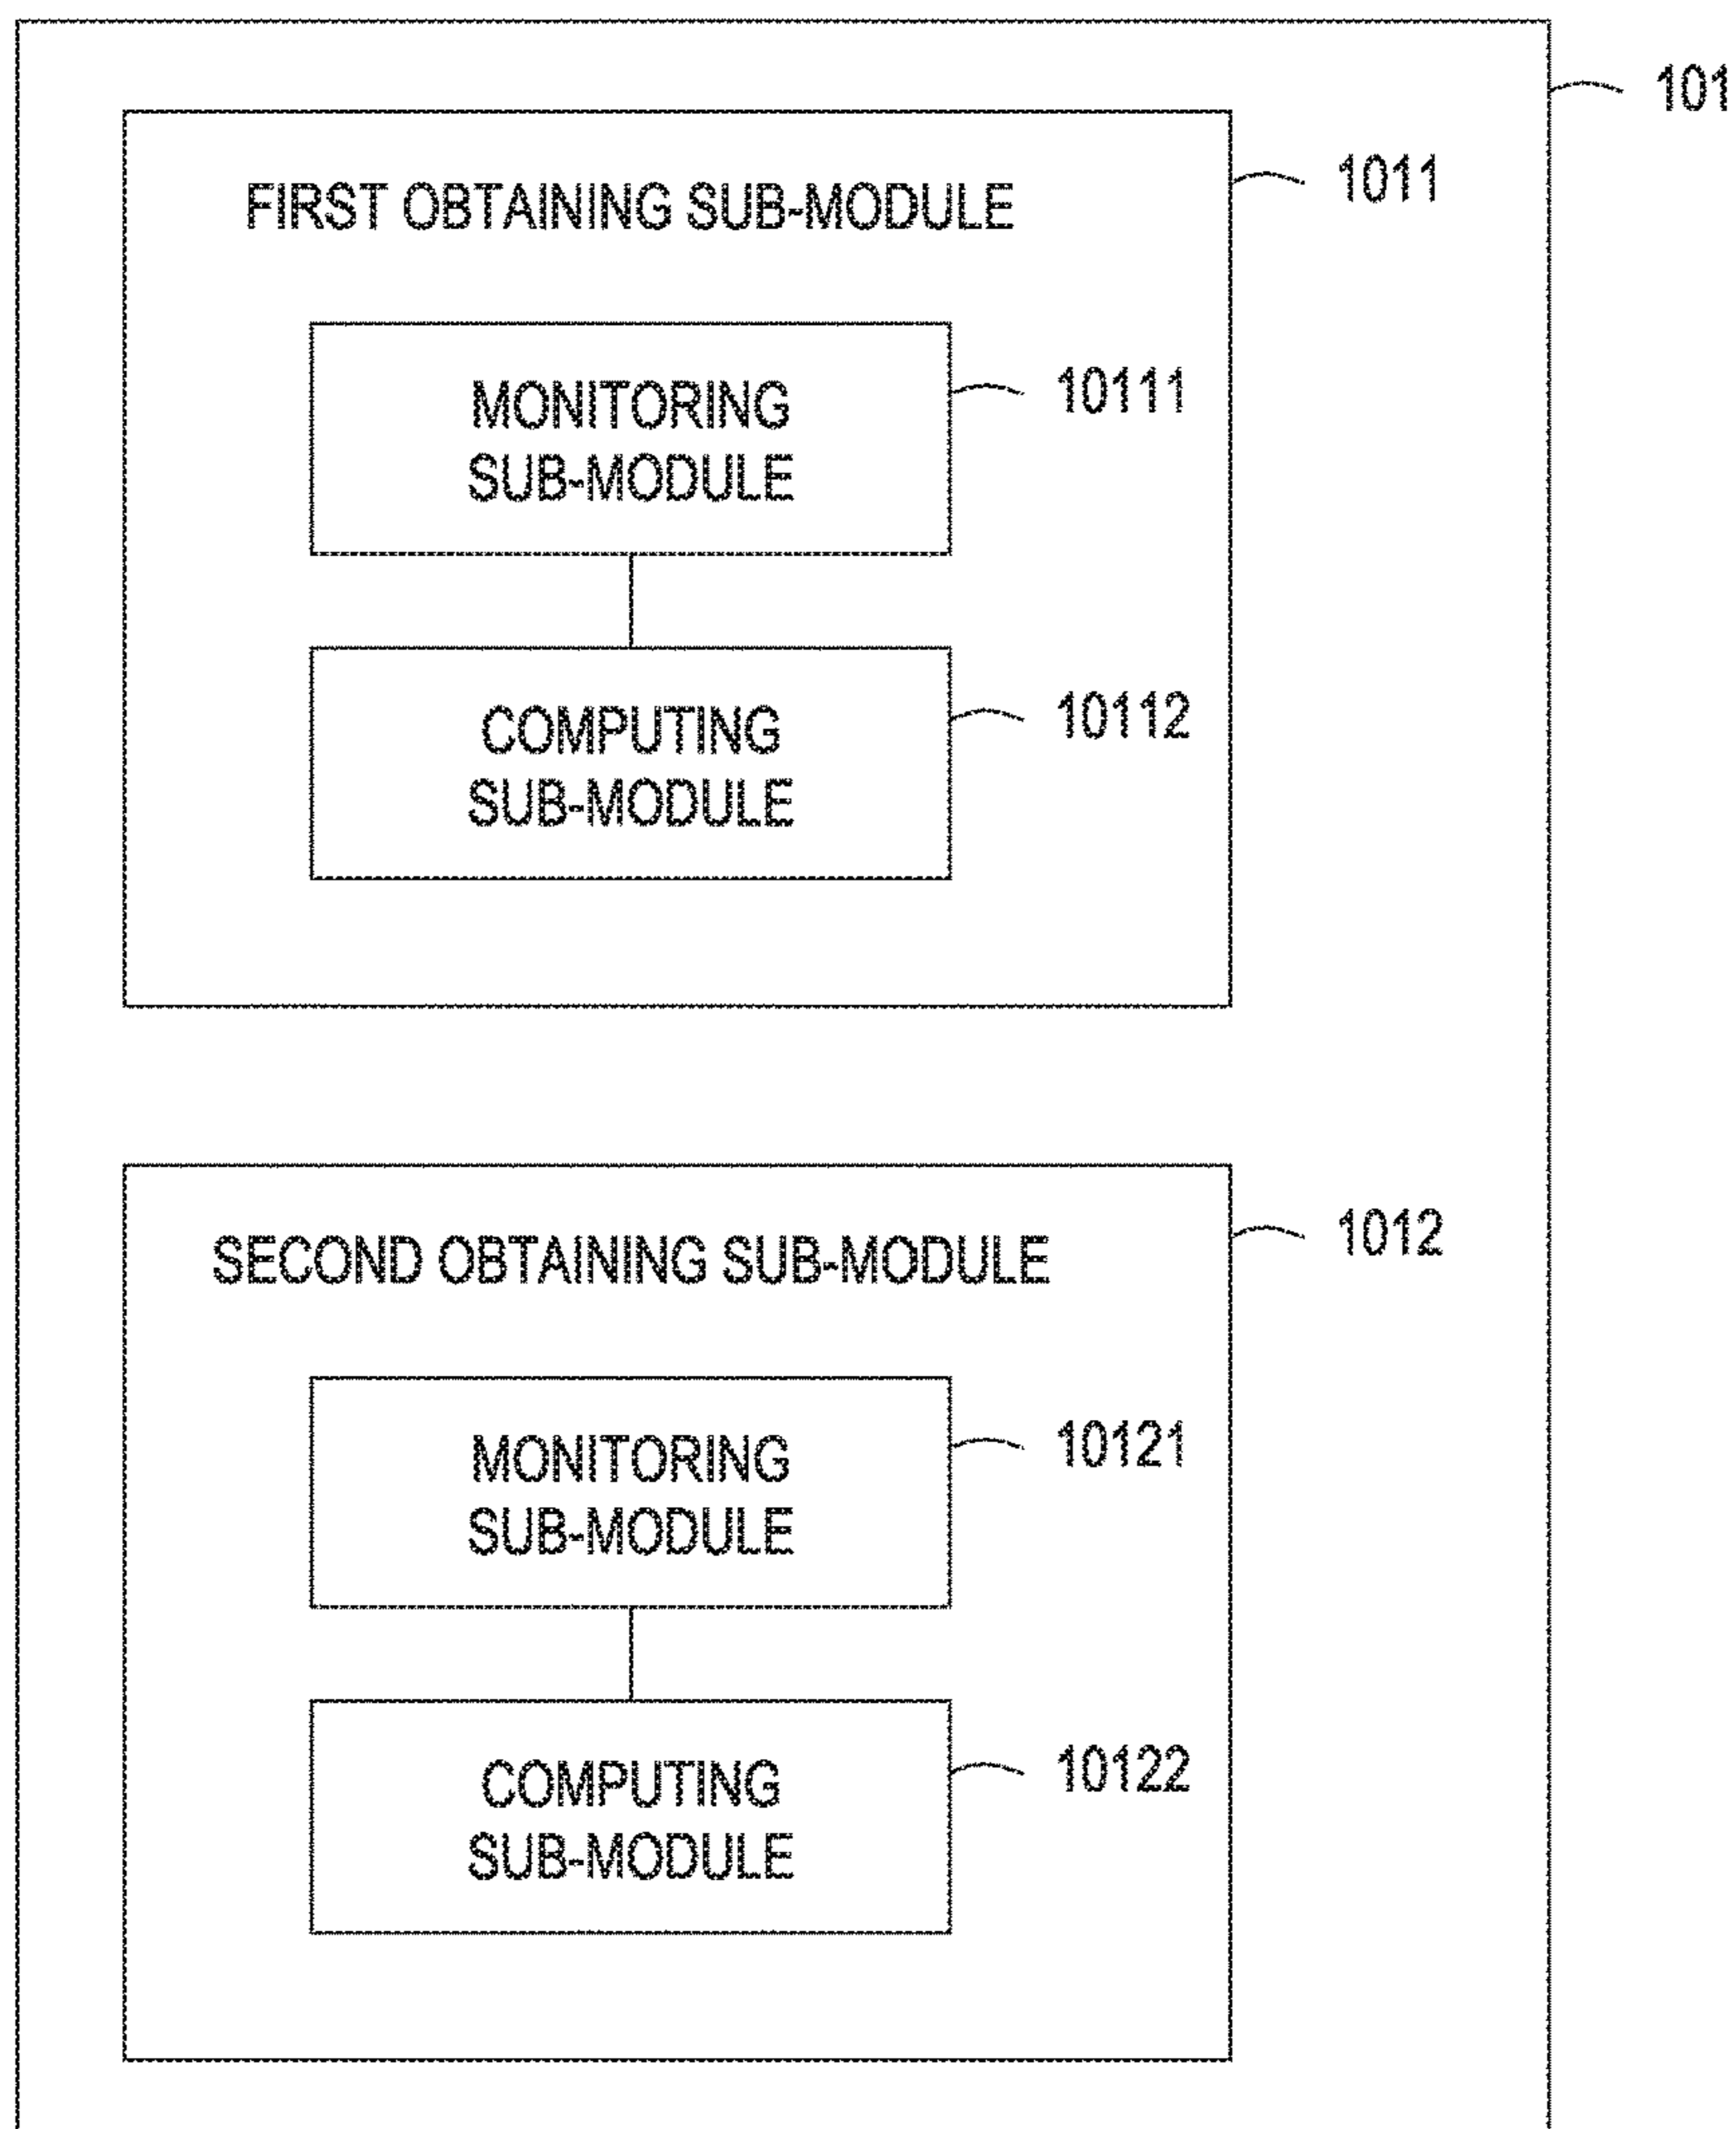 101
FIRST OBTAINING SUB-MODULE
1011
MONITORING
SUB-MODULE
10111
COMPUTING
SUB-MODULE
10112
SECOND OBTAINING SUB-MODULE
1012
MONITORING
SUB-MODULE
10121
COMPUTING
SUB-MODULE
10122